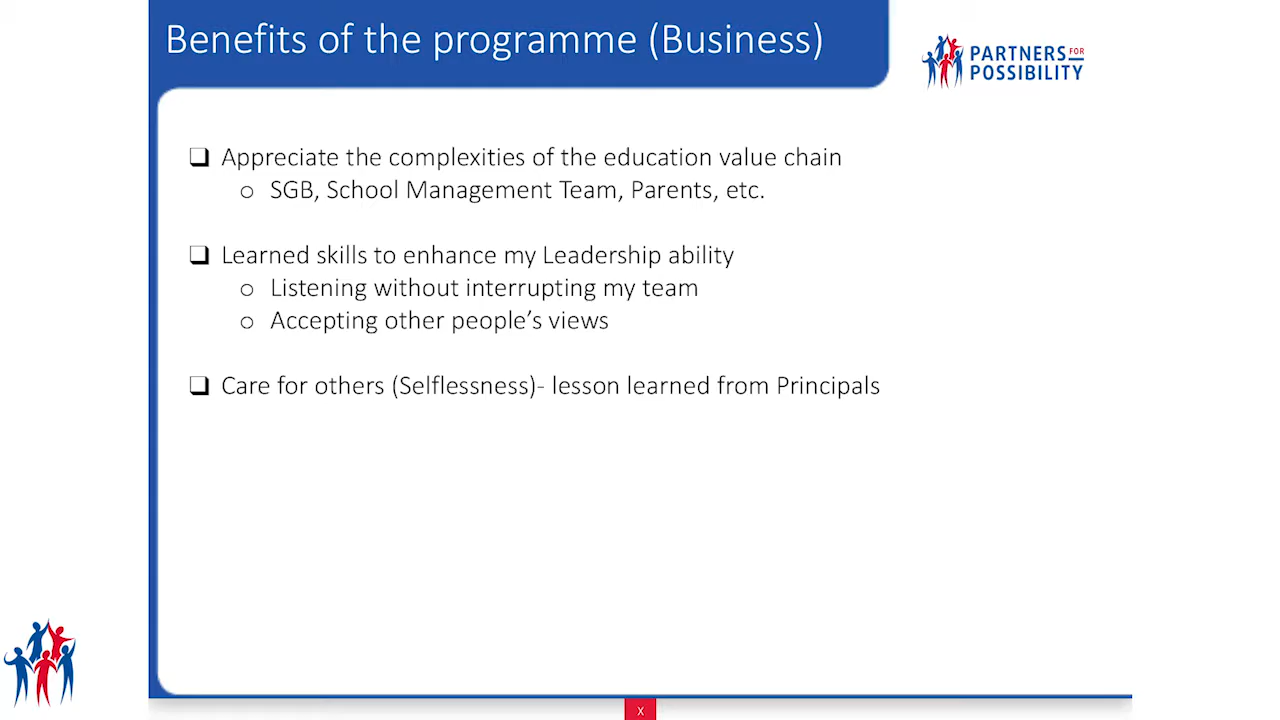 Benefits of the programme (Business)
PARTNERS FOR
POSSIBILITY
❑ Appreciate the complexities of the education value chain
o SGB, School Management Team, Parents, etc.
❑ Learned skills to enhance my Leadership ability
o Listening without interrupting my team
o Accepting other people’s views
❑ Care for others (Selflessness)- lesson learned from Principals
X